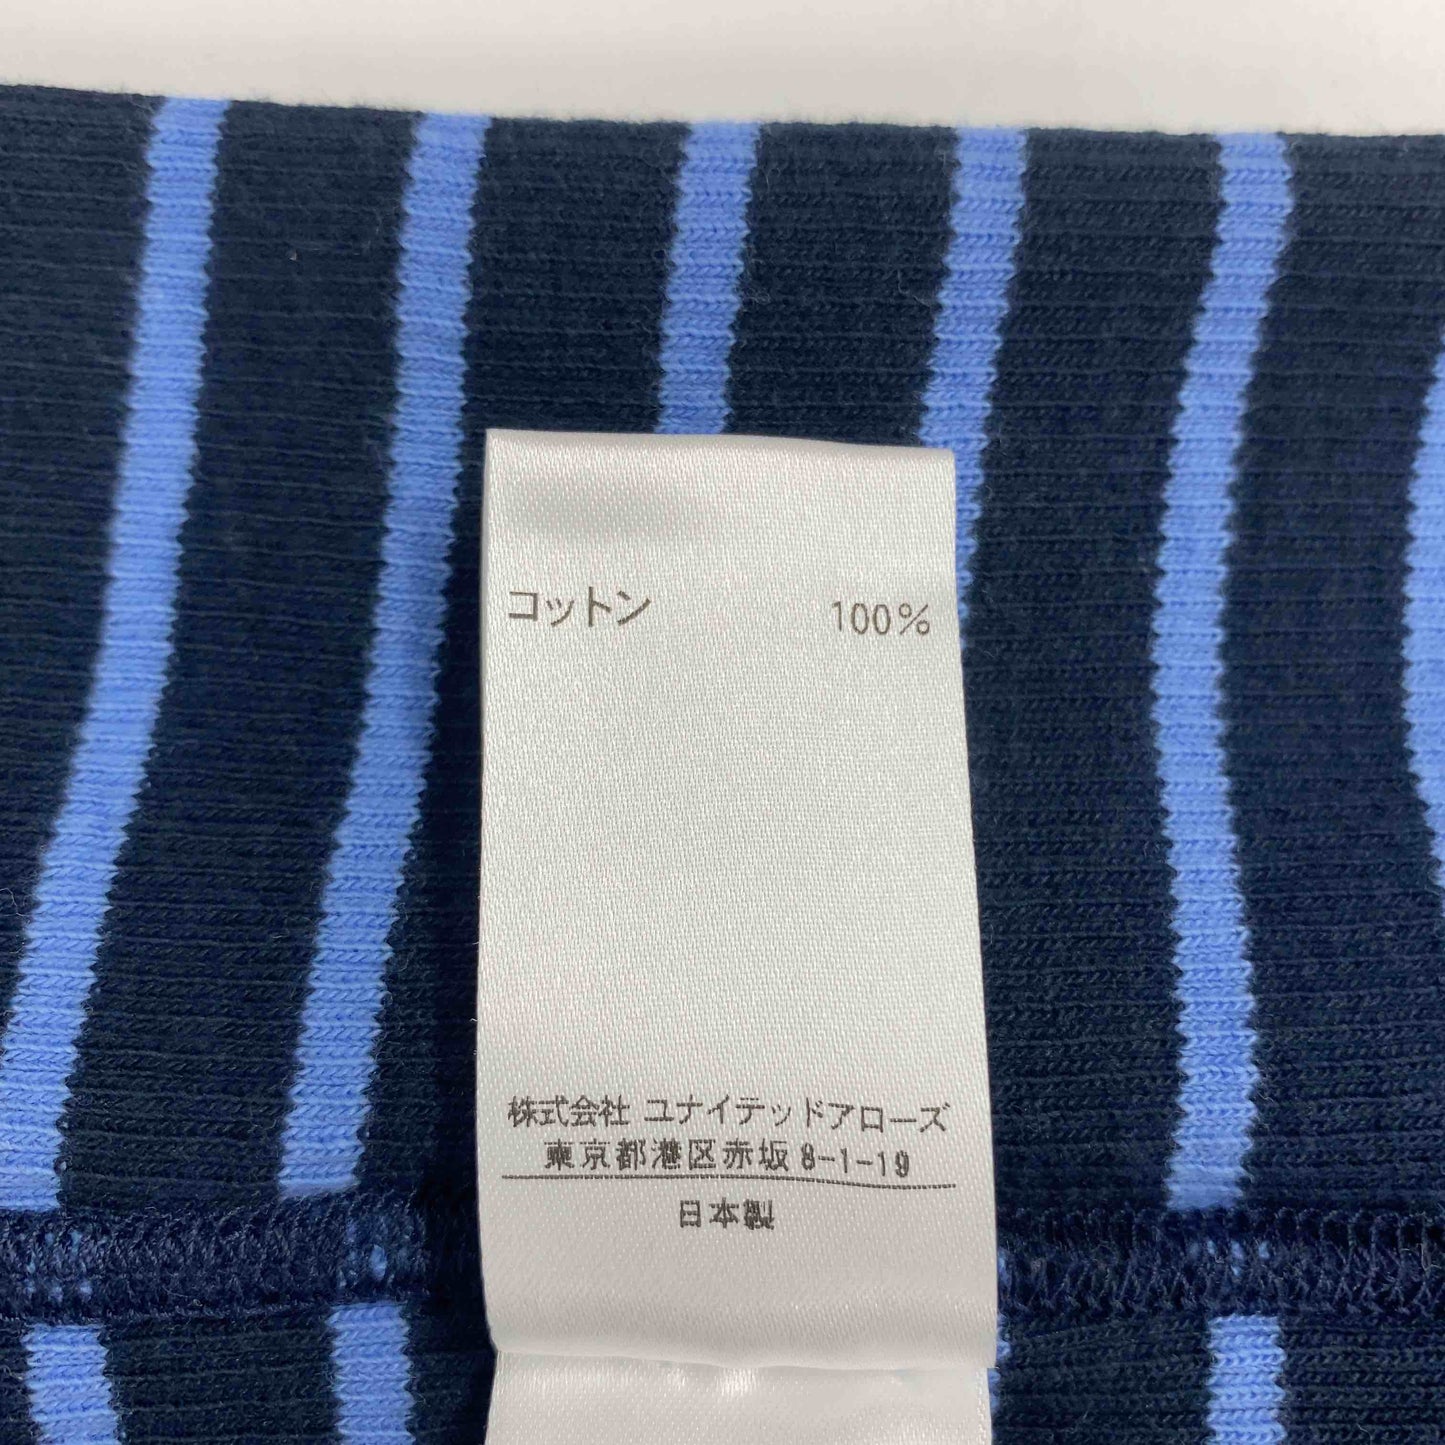 コットン 100%
株式会社 ユナイテッドアローズ
東京都港区赤坂 8-1-19
日本製